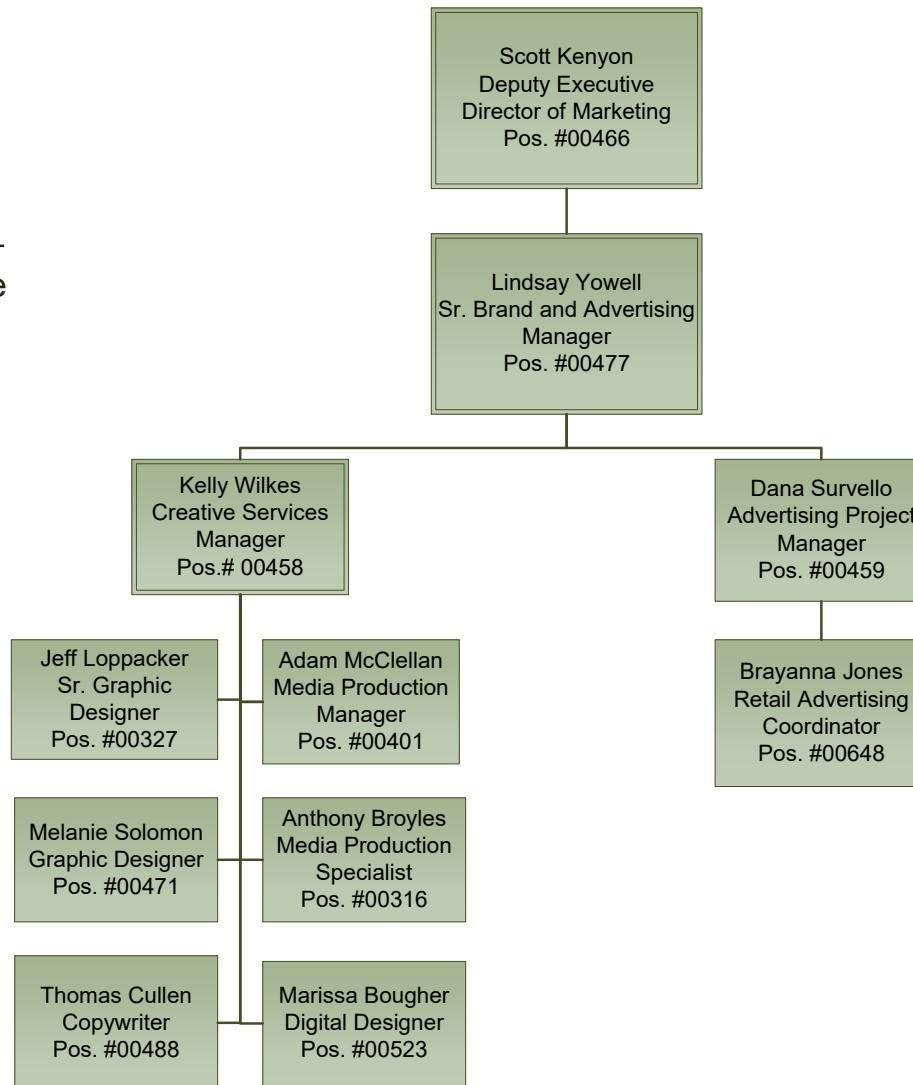 Scott Kenyon
Deputy Executive
Director of Marketing
Pos. #00466
e
Lindsay Yowell
Sr. Brand and Advertising
Manager
Pos. #00477
Kelly Wilkes
Creative Services
Manager
Pos.# 00458
Dana Survello
Advertising Project
Manager
Pos. #00459
Jeff Loppacker
Sr. Graphic
Designer
Pos. #00327
Adam McClellan
Media Production
Manager
Pos. #00401
Brayanna Jones
Retail Advertising
Coordinator
Pos. #00648
Melanie Solomon
Graphic Designer
Pos. #00471
Anthony Broyles
Media Production
Specialist
Pos. #00316
Thomas Cullen
Copywriter
Pos. #00488
Marissa Bougher
Digital Designer
Pos. #00523